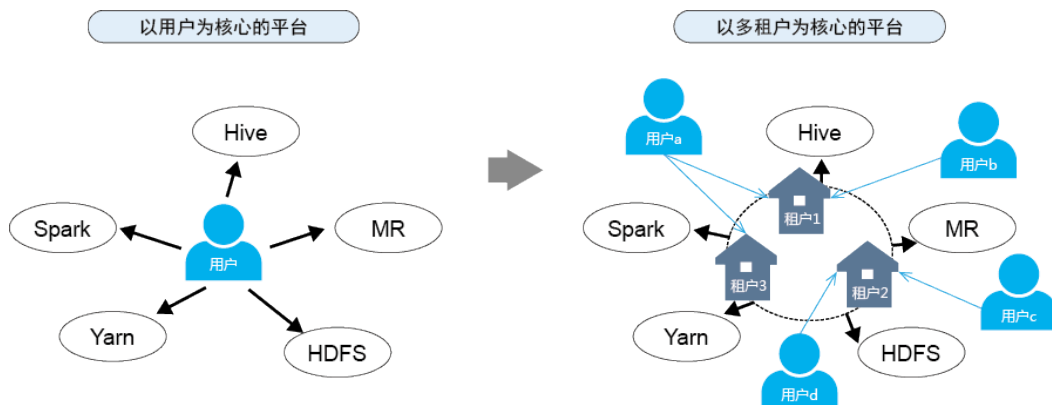 以用户为核心的平台
Hive
Spark
用户
MR
Yarn
HDFS
以多租户为核心的平台
用户a
Hive
用户b
租户1
Spark
MR
租户3
租户2
用户c
Yarn
HDFS
用户d